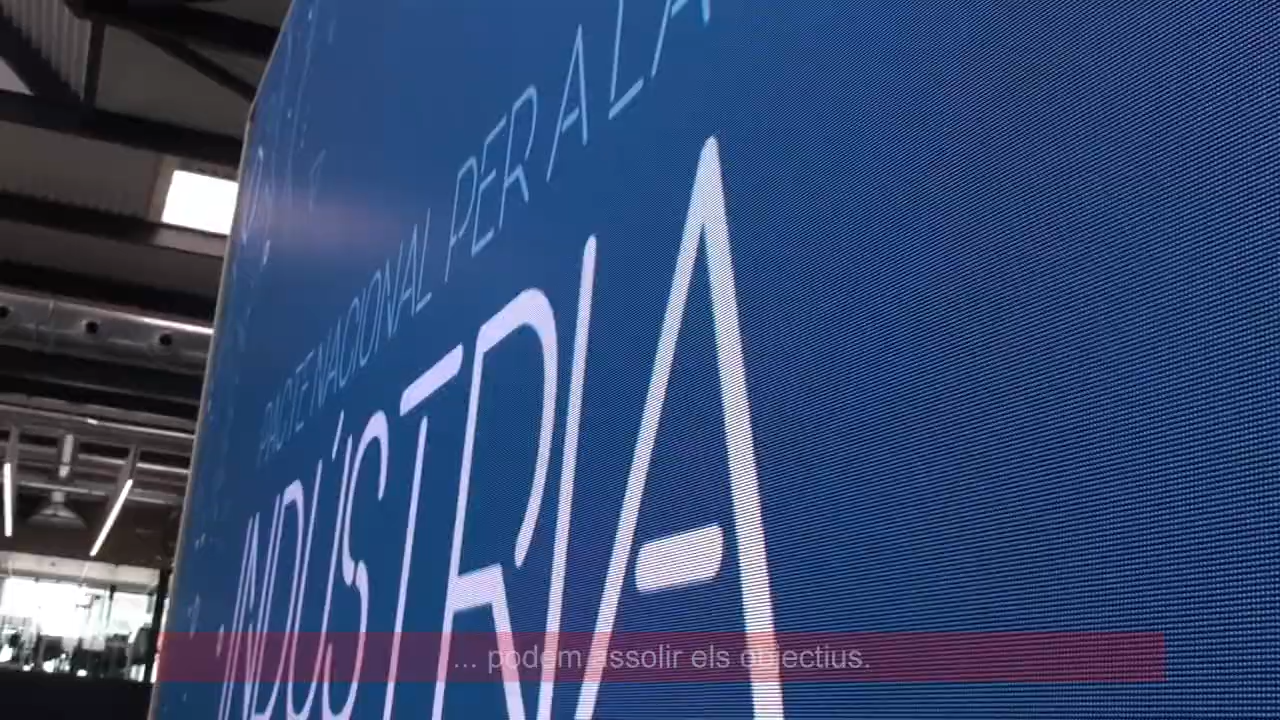 PACTE NACIONAL PER A LA
INDÚSTRIA
... podem assolir els objectius.